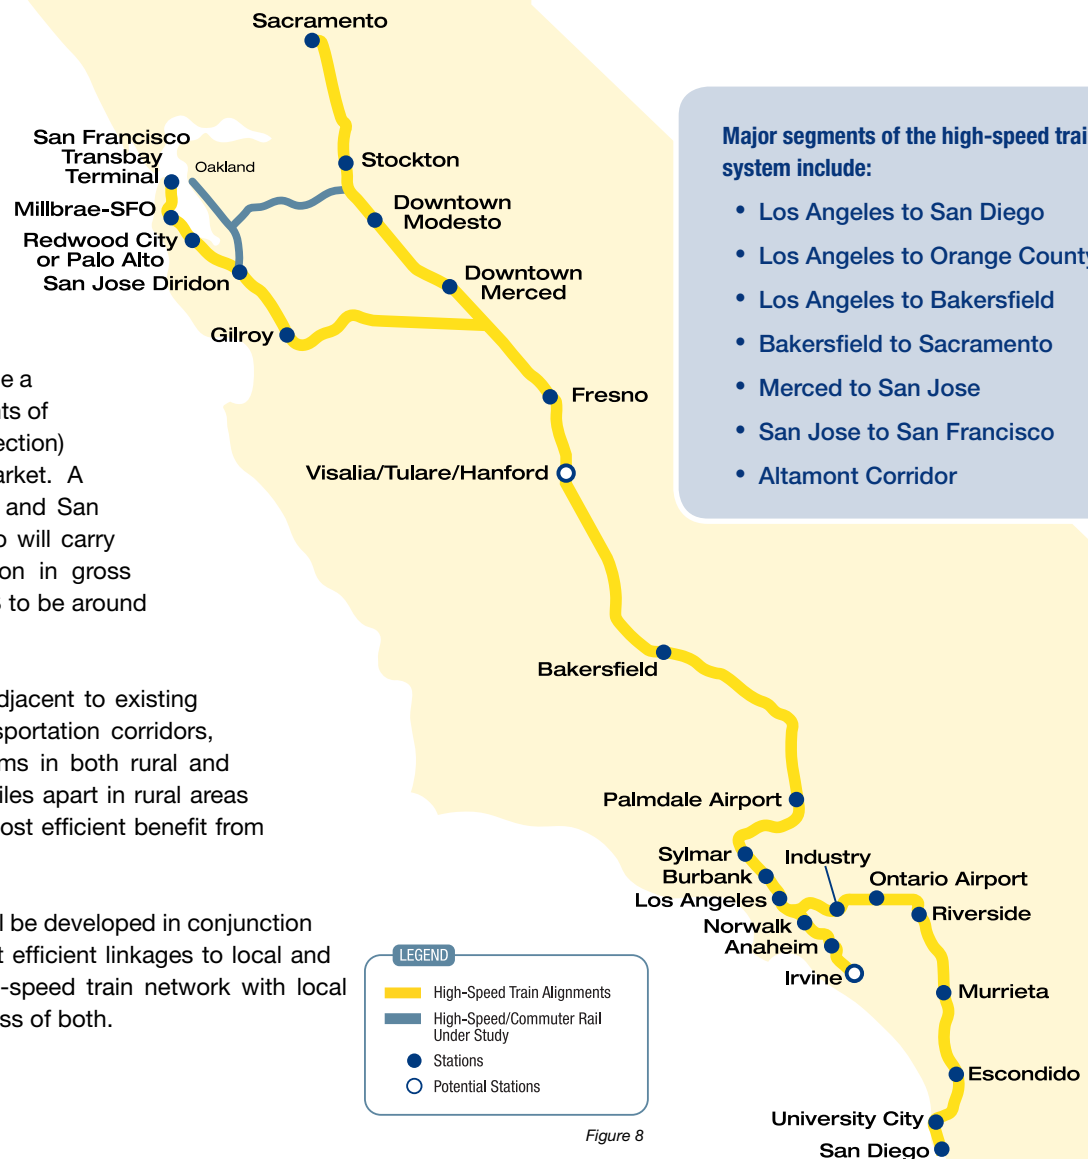 Sacramento
San Francisco
Transbay
Terminal
Oakland
Stockton
Millbrae-SFO
Downtown
Modesto
Redwood City
or Palo Alto
San Jose Diridon
Downtown
Merced
Gilroy
Fresno
Visalia/Tulare/Hanford
Bakersfield
Palmdale Airport
Sylmar
Industry
Burbank
Ontario Airport
Los Angeles
Riverside
Norwalk
Anaheim
Irvine
Murrieta
Escondido
University City
San Diego
Major segments of the high-speed trai
system include:
• Los Angeles to San Diego
• Los Angeles to Orange County
• Los Angeles to Bakersfield
• Bakersfield to Sacramento
• Merced to San Jose
• San Jose to San Francisco
• Altamont Corridor
e a
ts of
ection)
arket. A
and San
o will carry
on in gross
to be around
djacent to existing
sportation corridors,
ms in both rural and
iles apart in rural areas
ost efficient benefit from
ll be developed in conjunction
t efficient linkages to local and
-speed train network with local
ss of both.
LEGEND
High-Speed Train Alignments
High-Speed/Commuter Rail
Under Study
Stations
Potential Stations
Figure 8